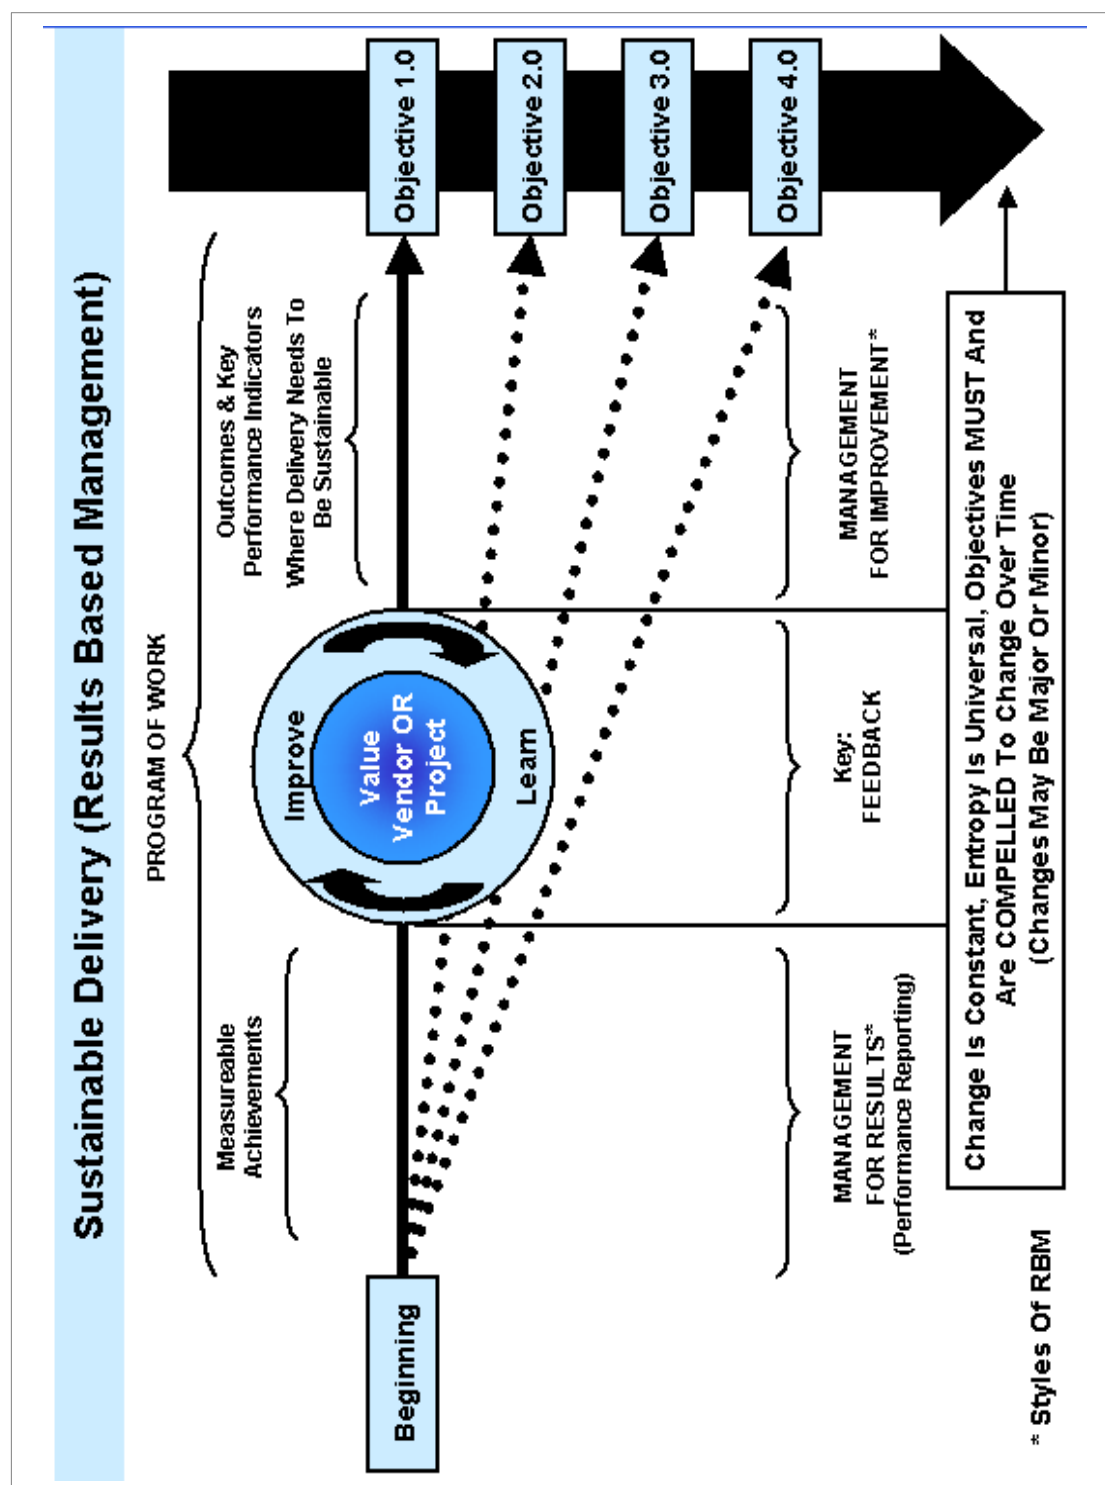 Sustainable Delivery (Results Based Management)
PROGRAM OF WORK
Measureable
Achievements
Outcomes & Key
Performance Indicators
Where Delivery Needs To
Be Sustainable
Beginning
Improve
Value
Vendor OR
Project
Learn
Objective 1.0
Objective 2.0
Objective 3.0
Objective 4.0
MANAGEMENT
FOR RESULTS*
(Performance Reporting)
Key:
FEEDBACK
MANAGEMENT
FOR IMPROVEMENT*
Change Is Constant, Entropy Is Universal, Objectives MUST And
Are COMPELLED To Change Over Time
(Changes May Be Major Or Minor)
* Styles Of RBM